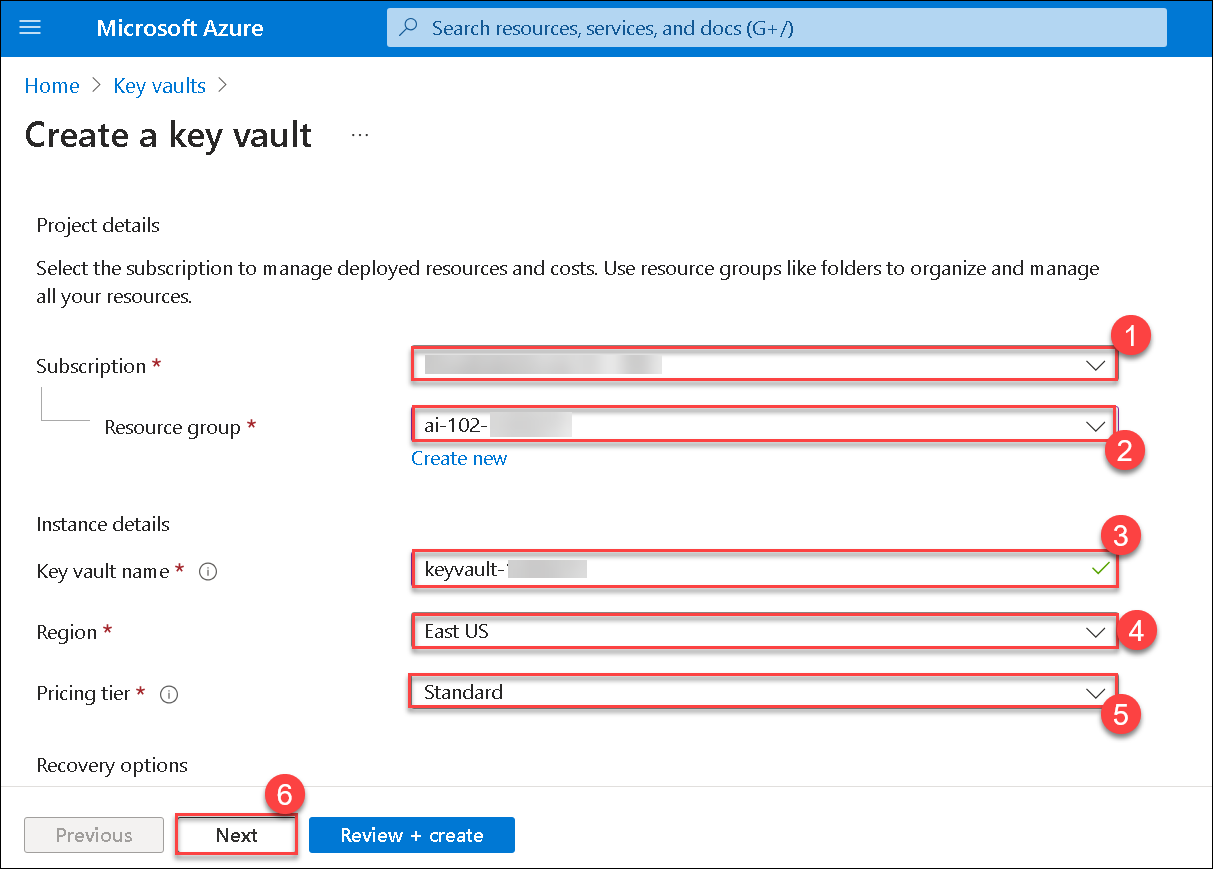 Microsoft Azure
Search resources, services, and docs (G+/)
Home > Key vaults >
Create a key vault ...
Project details
Select the subscription to manage deployed resources and costs. Use resource groups like folders to organize and manage
all your resources.
1
Subscription *
Resource group * ai-102-
2
Create new
Instance details
3
Key vault name * keyvault-
Region * East US 4
Pricing tier * Standard
5
Recovery options
6
Previous Next Review + create